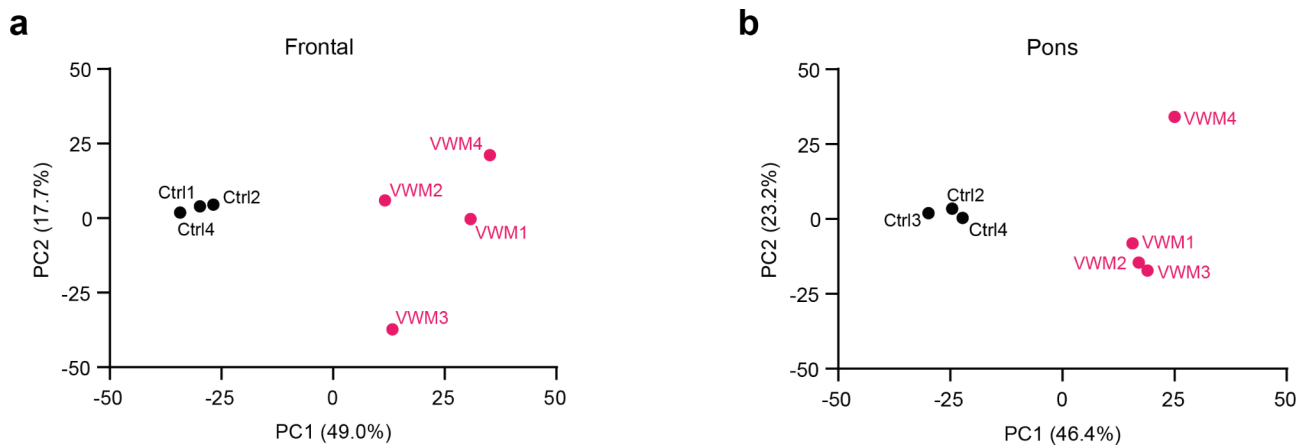 a
Frontal
50
25
0
-25
-50
PC2 (17.7%)
VWM4
VWM2
VWM1
VWM3
Ctrl1
Ctrl2
Ctrl4
-50
-25
0
25
50
PC1 (49.0%)
b
Pons
50
25
0
-25
-50
PC2 (23.2%)
VWM4
Ctrl2
Ctrl3
Ctrl4
VWM1
VWM2
VWM3
-50
-25
0
25
50
PC1 (46.4%)